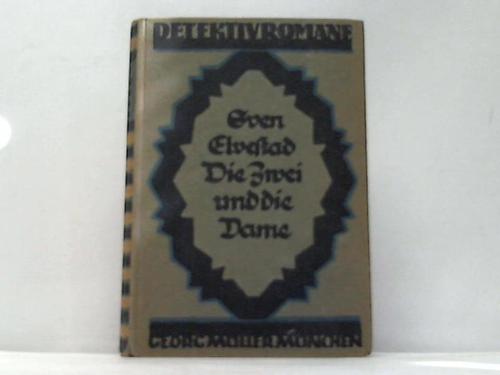 DETEKTIVROMANE
Sven
Elvestad
Die Zwei
und die
Dame
GEORG MÜLLER MÜNCHEN